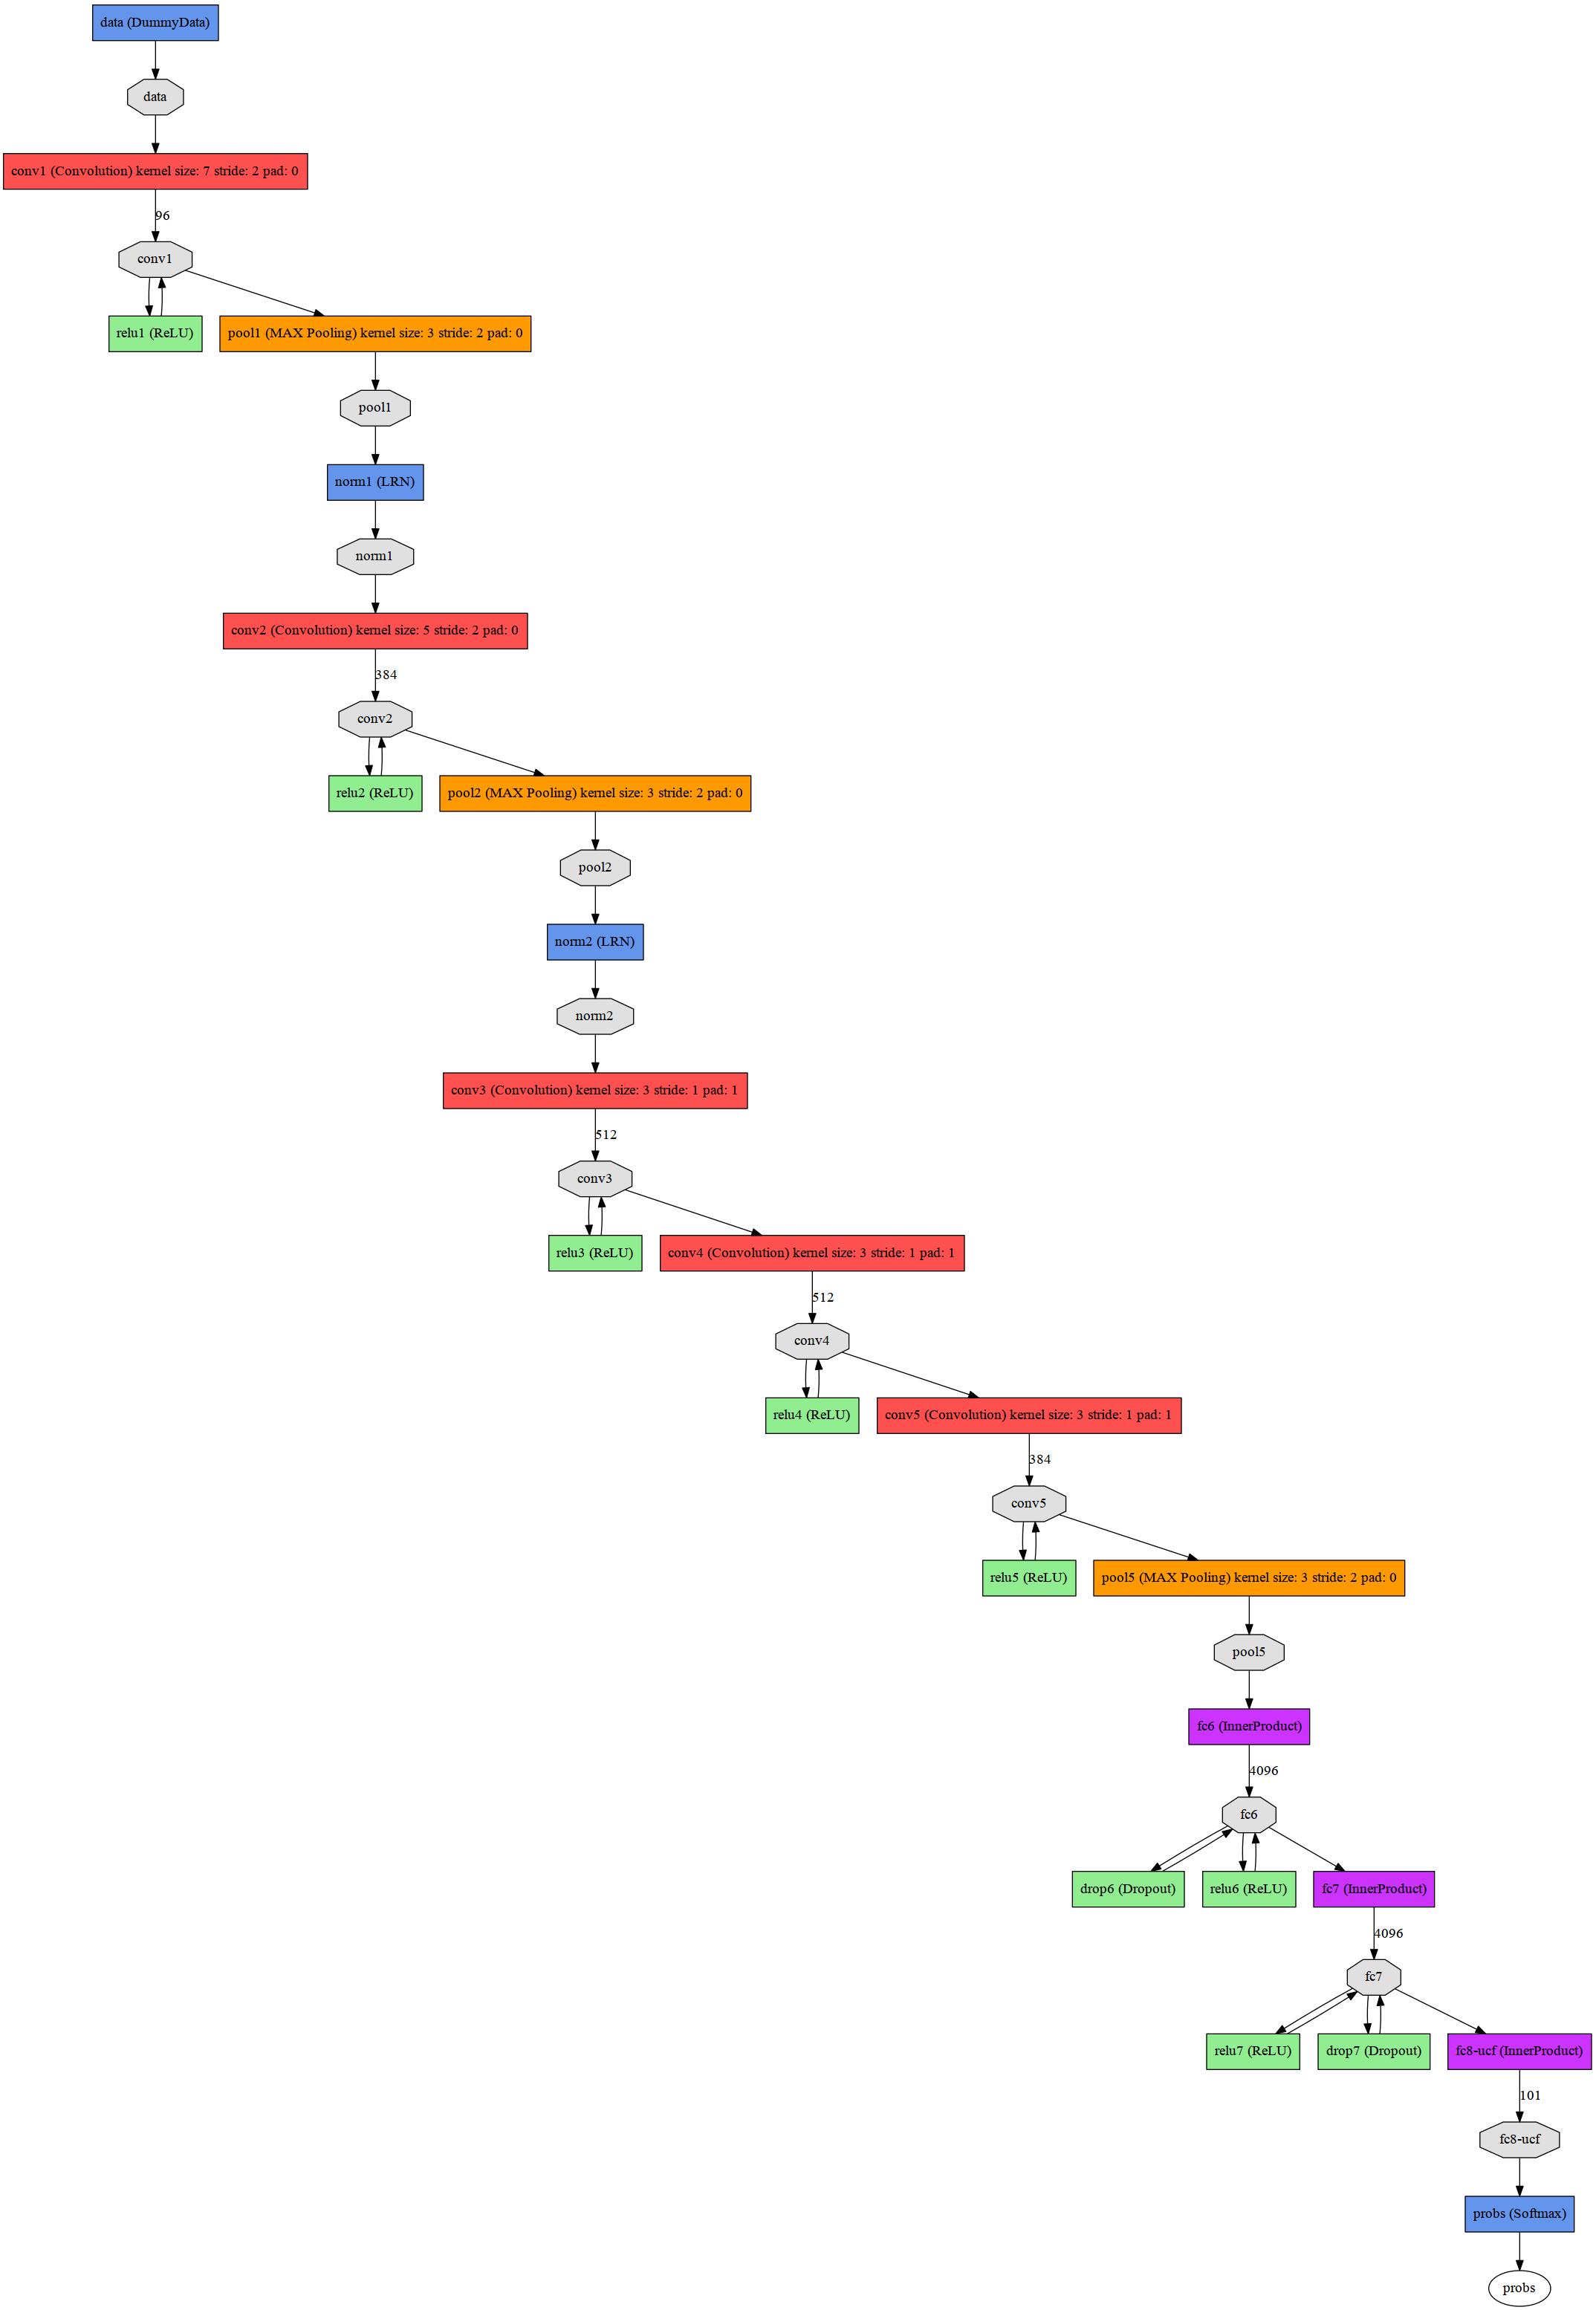 data (DummyData)
data
conv1 (Convolution) kernel size: 7 stride: 2 pad: 0
96
conv1
relu1 (ReLU)
pool1 (MAX Pooling) kernel size: 3 stride: 2 pad: 0
pool1
norm1 (LRN)
norm1
conv2 (Convolution) kernel size: 5 stride: 2 pad: 0
384
conv2
relu2 (ReLU)
pool2 (MAX Pooling) kernel size: 3 stride: 2 pad: 0
pool2
norm2 (LRN)
norm2
conv3 (Convolution) kernel size: 3 stride: 1 pad: 1
512
conv3
relu3 (ReLU)
conv4 (Convolution) kernel size: 3 stride: 1 pad: 1
512
conv4
relu4 (ReLU)
conv5 (Convolution) kernel size: 3 stride: 1 pad: 1
384
conv5
relu5 (ReLU)
pool5 (MAX Pooling) kernel size: 3 stride: 2 pad: 0
pool5
fc6 (InnerProduct)
4096
fc6
drop6 (Dropout)
relu6 (ReLU)
fc7 (InnerProduct)
4096
fc7
relu7 (ReLU)
drop7 (Dropout)
fc8-ucf (InnerProduct)
101
fc8-ucf
probs (Softmax)
probs